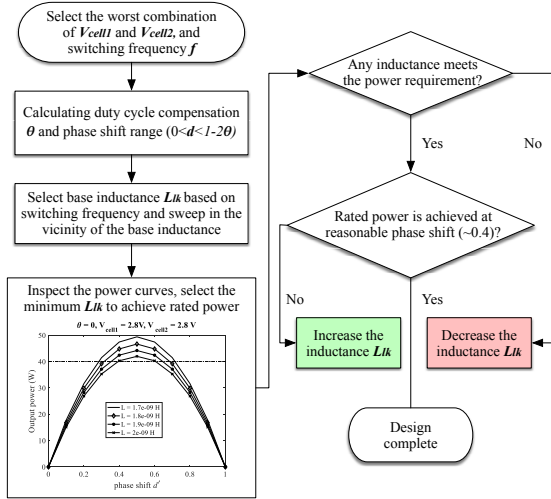 Select the worst combination
of Vcell1 and Vcell2, and
switching frequency f
Calculating duty cycle compensation
θ and phase shift range (0<d<1-2θ)
Select base inductance Llk based on
switching frequency and sweep in the
vicinity of the base inductance
Inspect the power curves, select the
minimum Llk to achieve rated power
θ = 0, Vcell1 = 2.8V, Vcell2 = 2.8 V
Output power (W)
50
40
30
20
10
0
L = 1.7e-09 H
L = 1.8e-09 H
L = 1.9e-09 H
L = 2e-09 H
0 0.2 0.4 0.6 0.8 1
phase shift d'
Any inductance meets
the power requirement?
Yes
No
Rated power is achieved at
reasonable phase shift (~0.4)?
No
Yes
Increase the
inductance Llk
Decrease the
inductance Llk
Design
complete